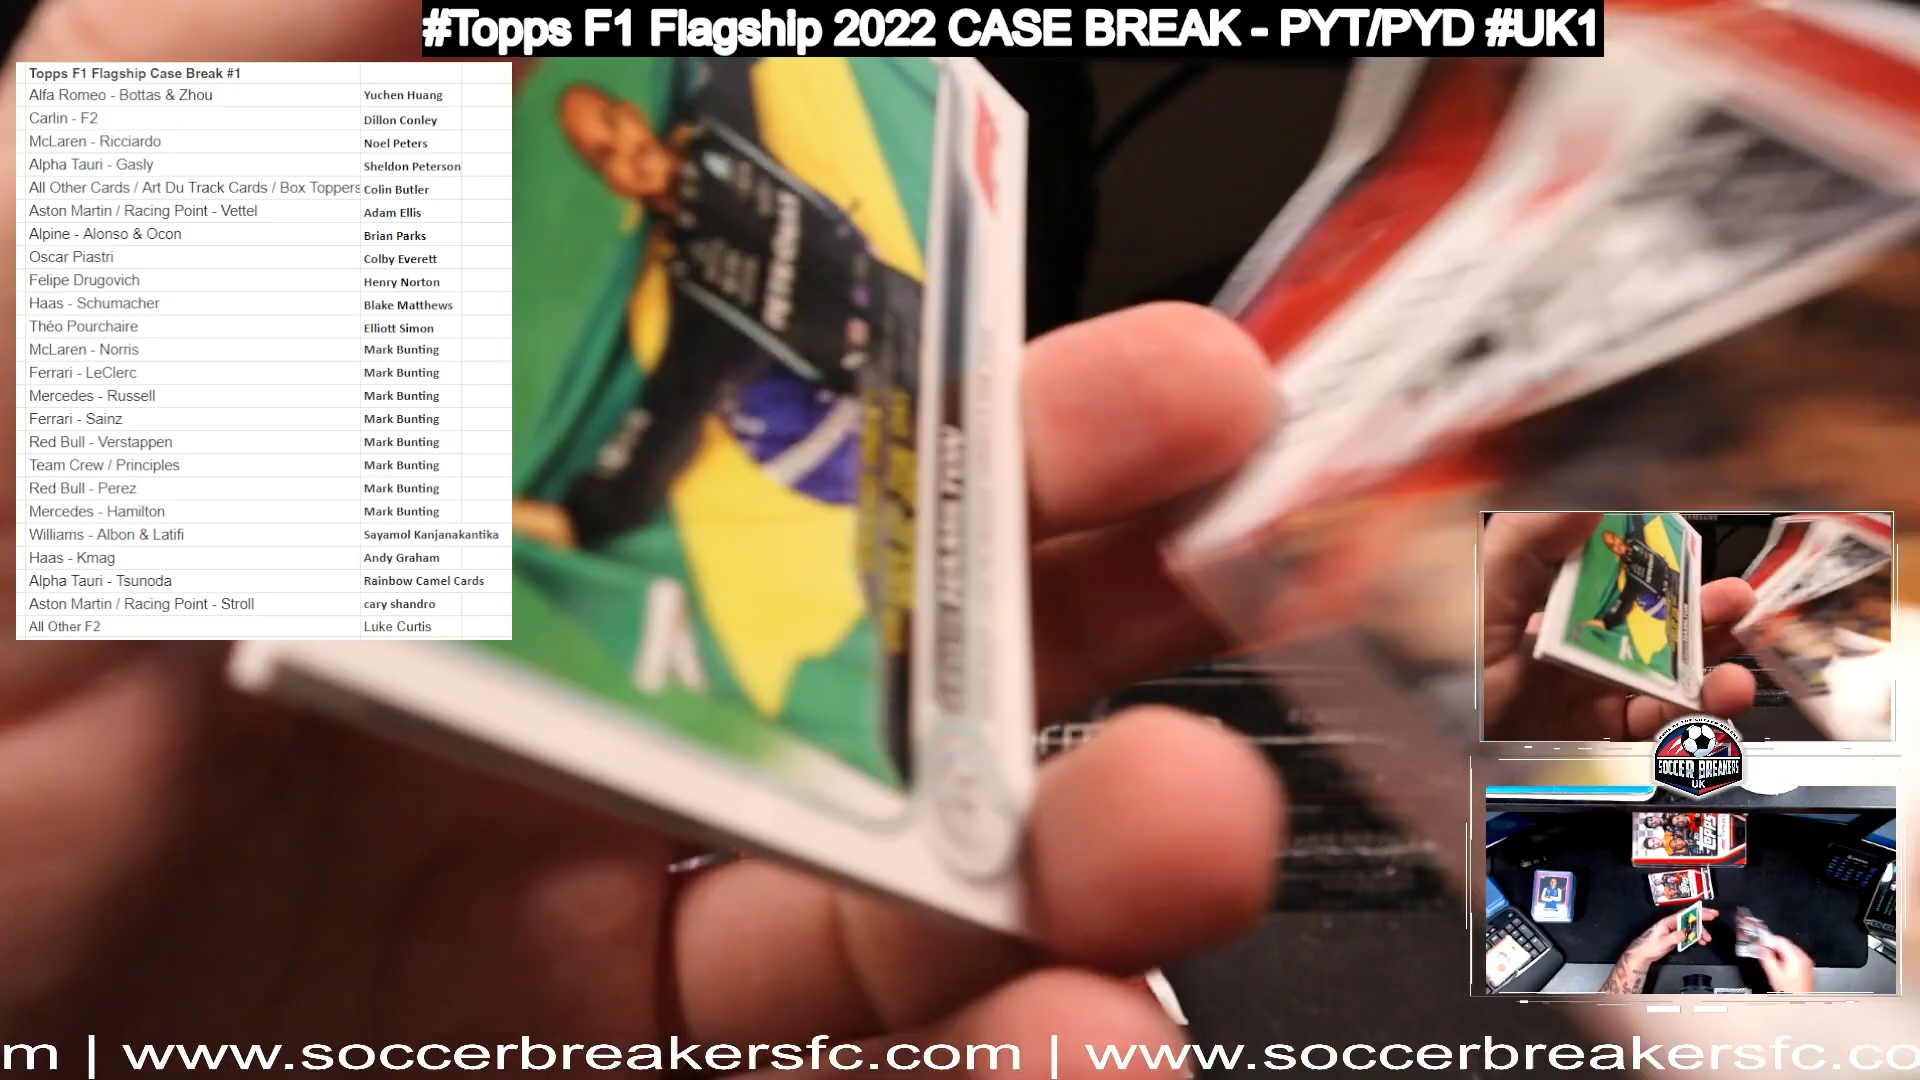 #Topps F1 Flagship 2022 CASE BREAK - PYT/PYD #UK1
Topps F1 Flagship Case Break #1
Alfa Romeo - Bottas & Zhou Yuchen Huang
Carlin - F2 Dillon Conley
McLaren - Ricciardo Noel Peters
Alpha Tauri - Gasly Sheldon Peterson
All Other Cards / Art Du Track Cards / Box Toppers Colin Butler
Aston Martin / Racing Point - Vettel Adam Ellis
Alpine - Alonso & Ocon Brian Parks
Oscar Piastri Colby Everett
Felipe Drugovich Henry Norton
Haas - Schumacher Blake Matthews
Théo Pourchaire Elliott Simon
McLaren - Norris Mark Bunting
Ferrari - LeClerc Mark Bunting
Mercedes - Russell Mark Bunting
Ferrari - Sainz Mark Bunting
Red Bull - Verstappen Mark Bunting
Team Crew / Principles Mark Bunting
Red Bull - Perez Mark Bunting
Mercedes - Hamilton Mark Bunting
Williams - Albon & Latifi Sayamol Kanjanakantika
Haas - Kmag Andy Graham
Alpha Tauri - Tsunoda Rainbow Camel Cards
Aston Martin / Racing Point - Stroll cary shandro
All Other F2 Luke Curtis
HAMILTON
SOCCER BREAKERS
UK
TOPPS
m | www.soccerbreakersfc.com | www.soccerbreakersfc.co